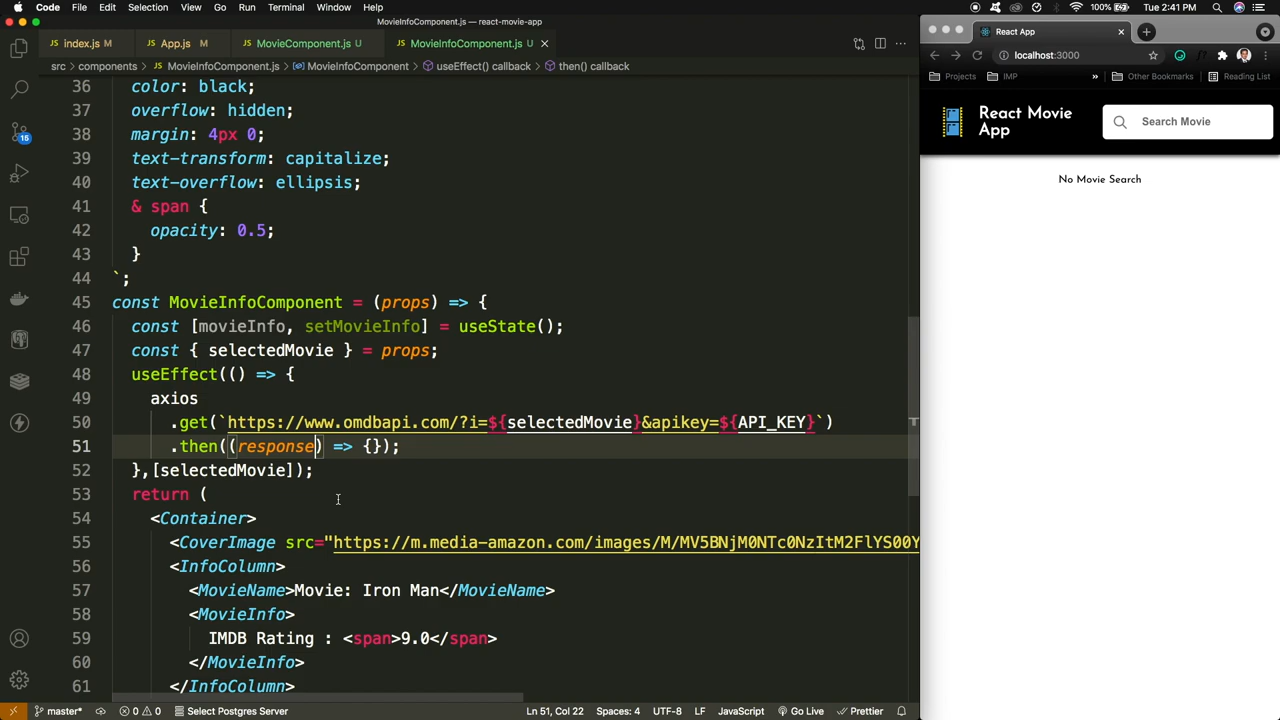 Code File Edit Selection View Go Run Terminal Window Help 100% Tue 2:41 PM
MovieInfoComponent.js — react-movie-app
index.js M App.js M MovieComponent.js U MovieInfoComponent.js U
src > components > MovieInfoComponent.js > MovieInfoComponent > useEffect() callback > then() callback
36 color: black;
37 overflow: hidden;
38 margin: 4px 0;
39 text-transform: capitalize;
40 text-overflow: ellipsis;
41 & span {
42 opacity: 0.5;
43 }
44 `;
45 const MovieInfoComponent = (props) => {
46 const [movieInfo, setMovieInfo] = useState();
47 const { selectedMovie } = props;
48 useEffect(() => {
49 axios
50 .get(`https://www.omdbapi.com/?i=${selectedMovie}&apikey=${API_KEY}`)
51 .then((response) => {});
52 },[selectedMovie]);
53 return (
54 <Container>
55 <CoverImage src="https://m.media-amazon.com/images/M/MV5BNjM0NTc0NzItM2FlYS00Y
56 <InfoColumn>
57 <MovieName>Movie: Iron Man</MovieName>
58 <MovieInfo>
59 IMDB Rating : <span>9.0</span>
60 </MovieInfo>
61 </InfoColumn>
16
master* 0 0 Select Postgres Server Ln 51, Col 22 Spaces: 4 UTF-8 LF JavaScript Go Live Prettier
React App
localhost:3000
Projects IMP » Other Bookmarks Reading List
React Movie
App
Search Movie
No Movie Search